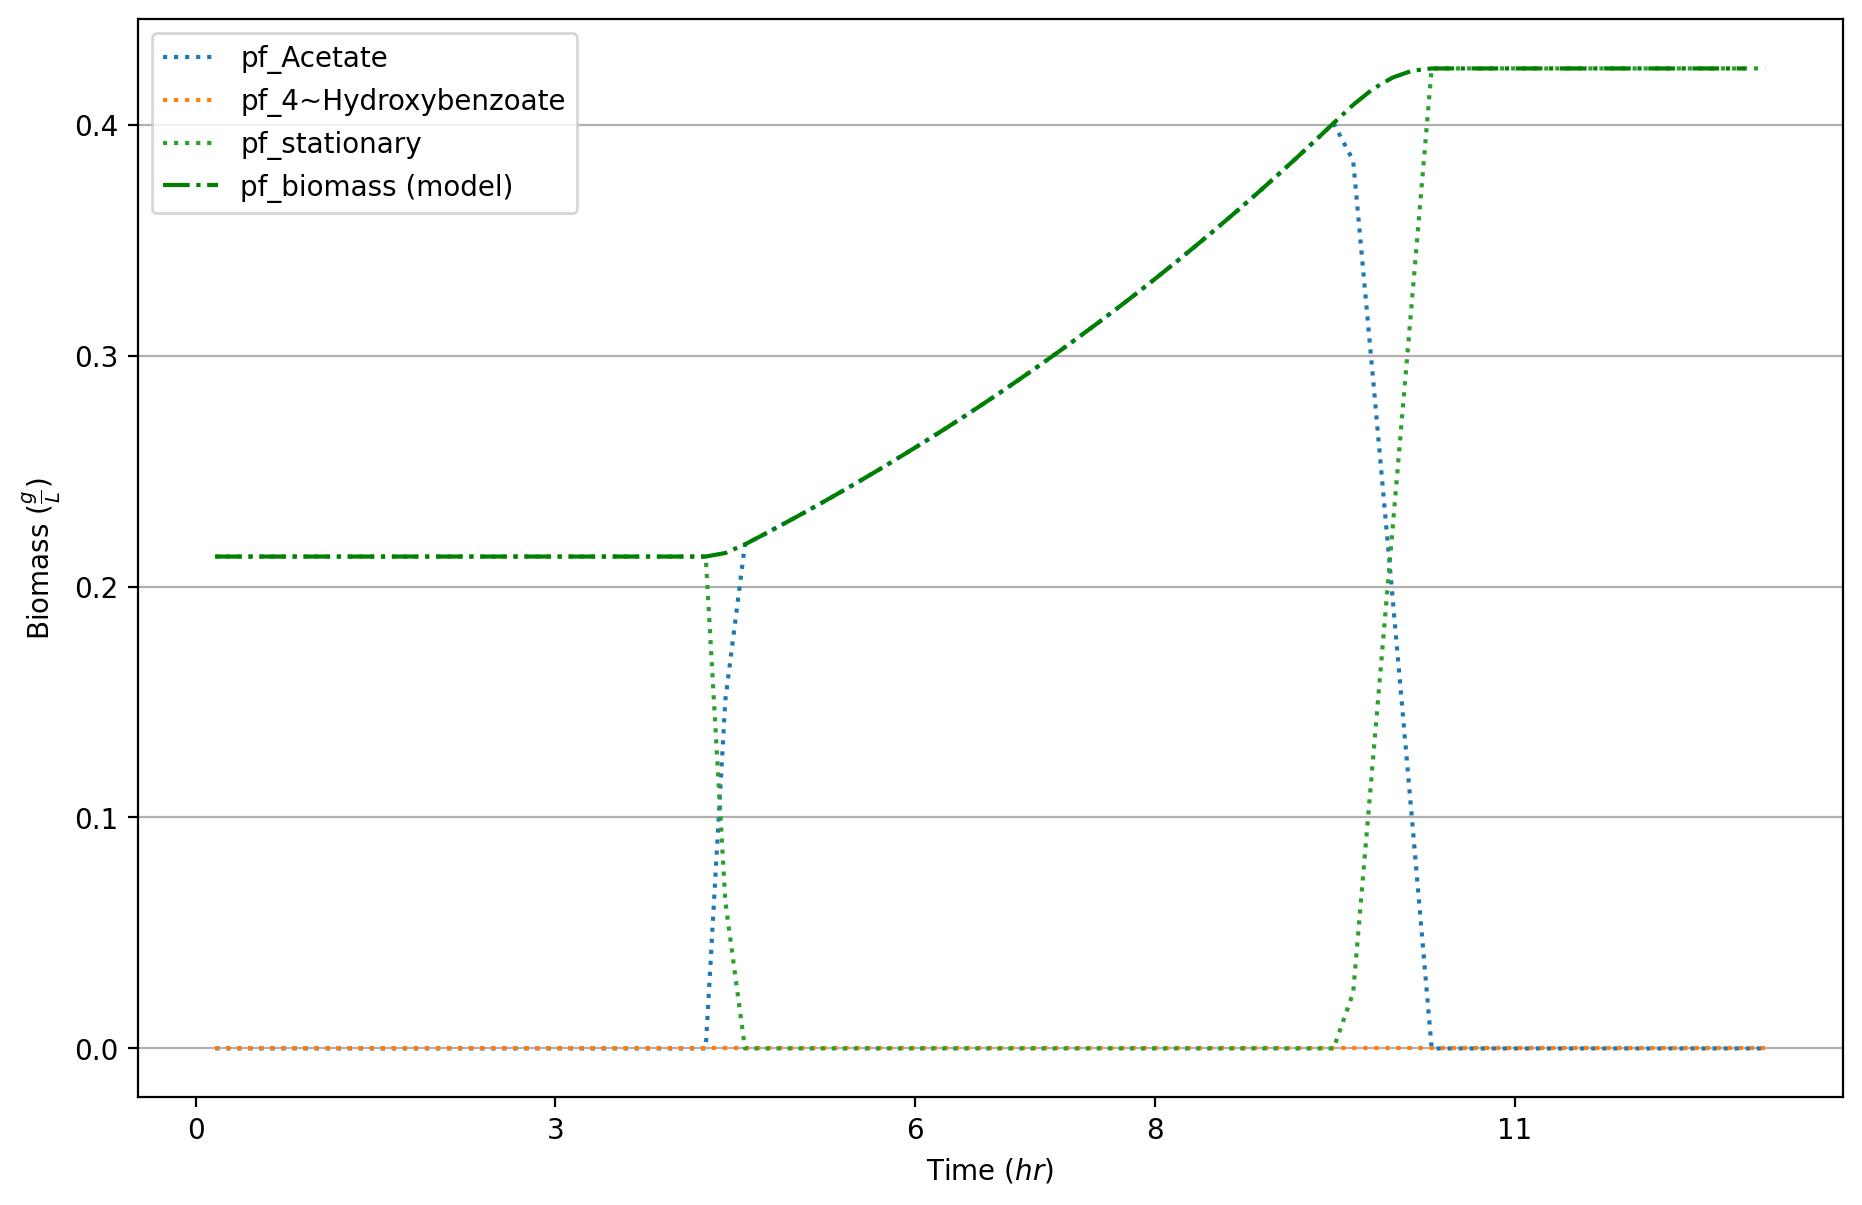 pf_Acetate
pf_4~Hydroxybenzoate
pf_stationary
pf_biomass (model)
0.4
0.3
0.2
0.1
0.0
Biomass (g/L)
0 3 6 8 11
Time (hr)